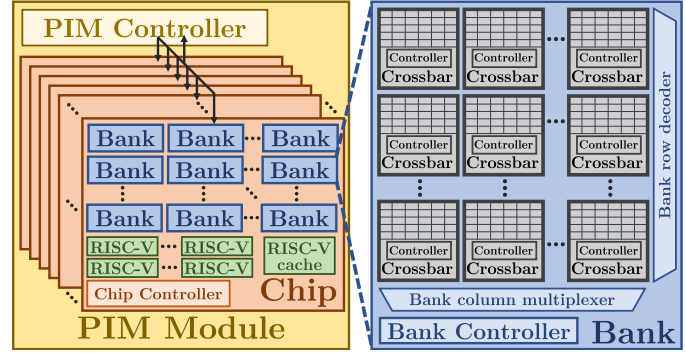 PIM Controller
Bank Bank Bank
Bank Bank Bank
Bank Bank Bank
RISC-V RISC-V
RISC-V RISC-V
RISC-V
cache
Chip Controller
Chip
PIM Module
Controller Controller Controller
Crossbar Crossbar Crossbar
Controller Controller Controller
Crossbar Crossbar Crossbar
Controller Controller Controller
Crossbar Crossbar Crossbar
Bank row decoder
Bank column multiplexer
Bank Controller
Bank